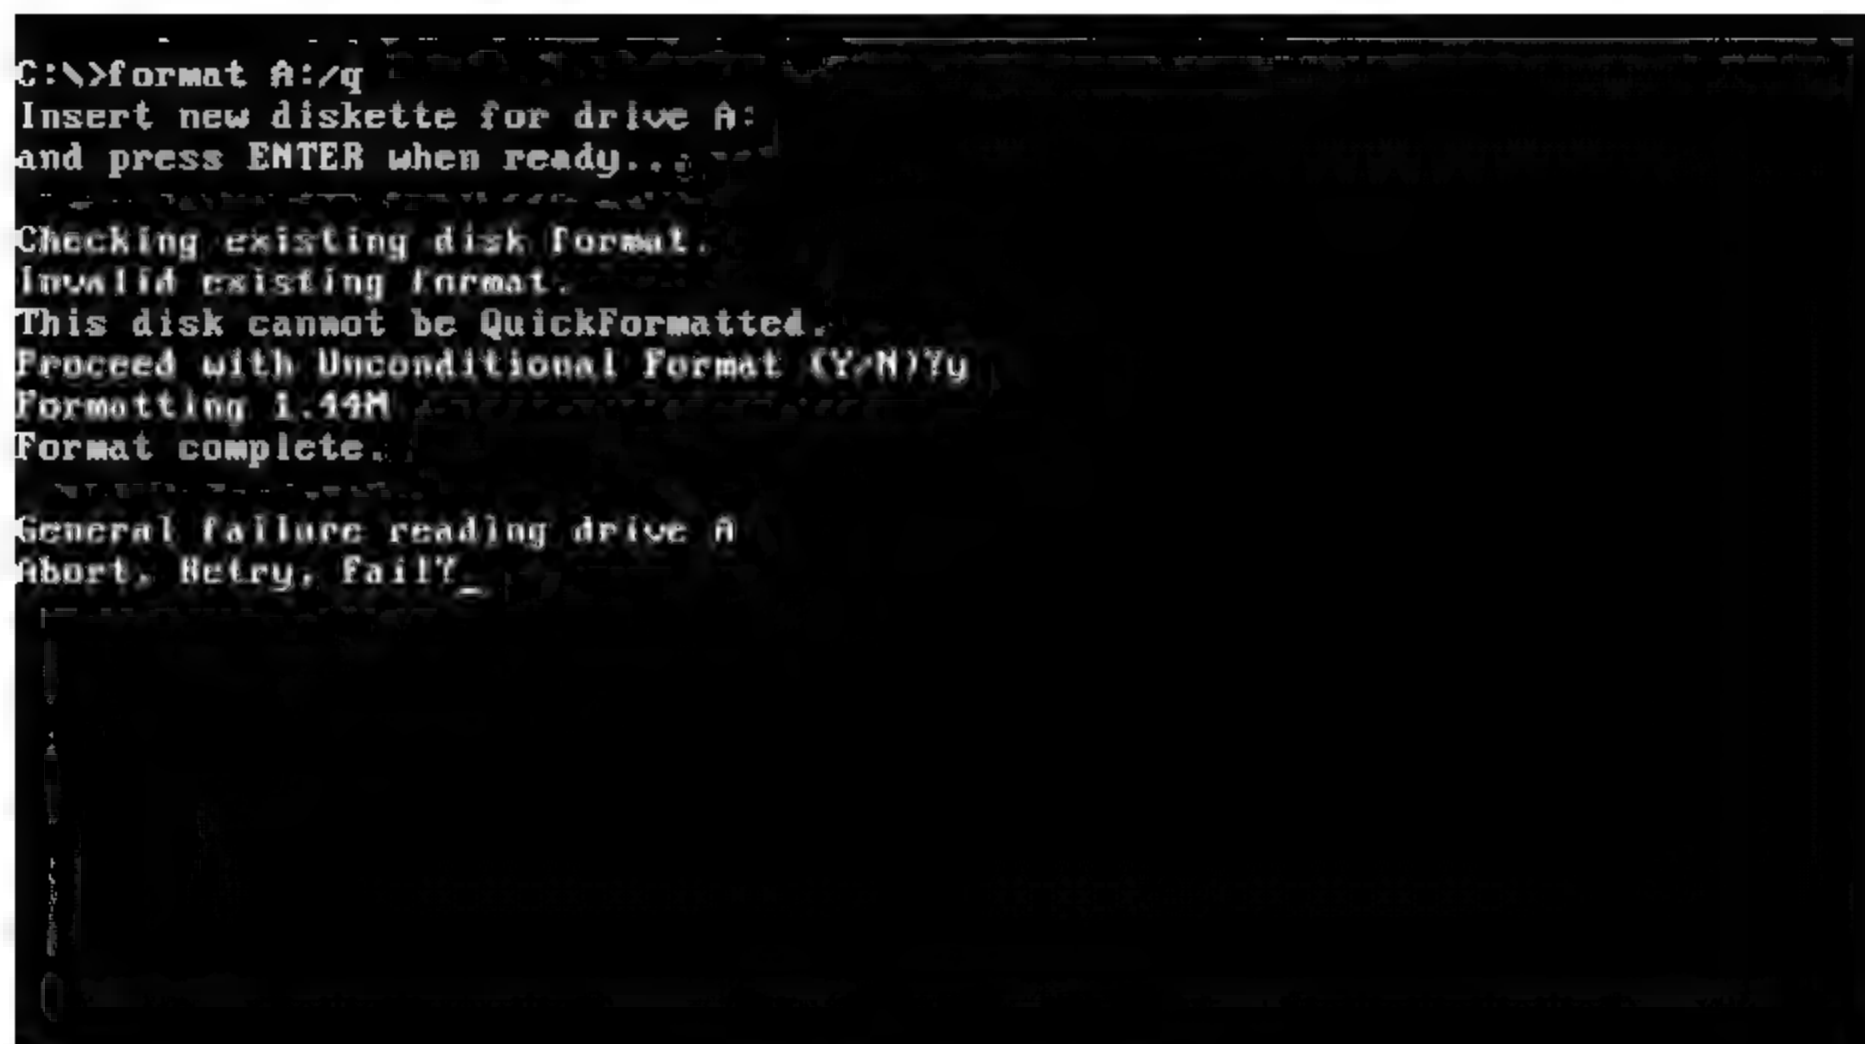 C:\>format A:/q
Insert new diskette for drive A:
and press ENTER when ready...
Checking existing disk format.
Invalid existing format.
This disk cannot be QuickFormatted.
Proceed with Unconditional Format (Y/N)?y
Formatting 1.44M
Format complete.
General failure reading drive A
Abort, Retry, Fail?_